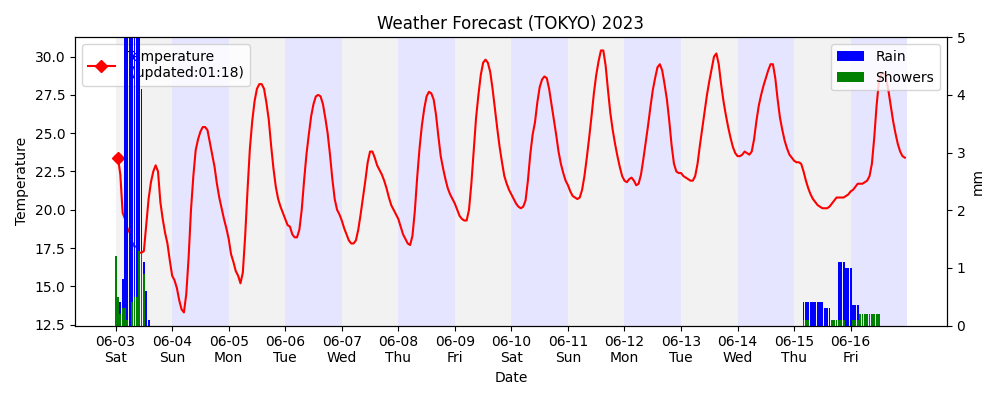 Weather Forecast (TOKYO) 2023
Temperature
(updated:01:18)
Rain
Showers
30.0
27.5
25.0
22.5
20.0
17.5
15.0
12.5
Temperature
5
4
3
2
1
0
mm
06-03 06-04 06-05 06-06 06-07 06-08 06-09 06-10 06-11 06-12 06-13 06-14 06-15 06-16
Sat Sun Mon Tue Wed Thu Fri Sat Sun Mon Tue Wed Thu Fri
Date